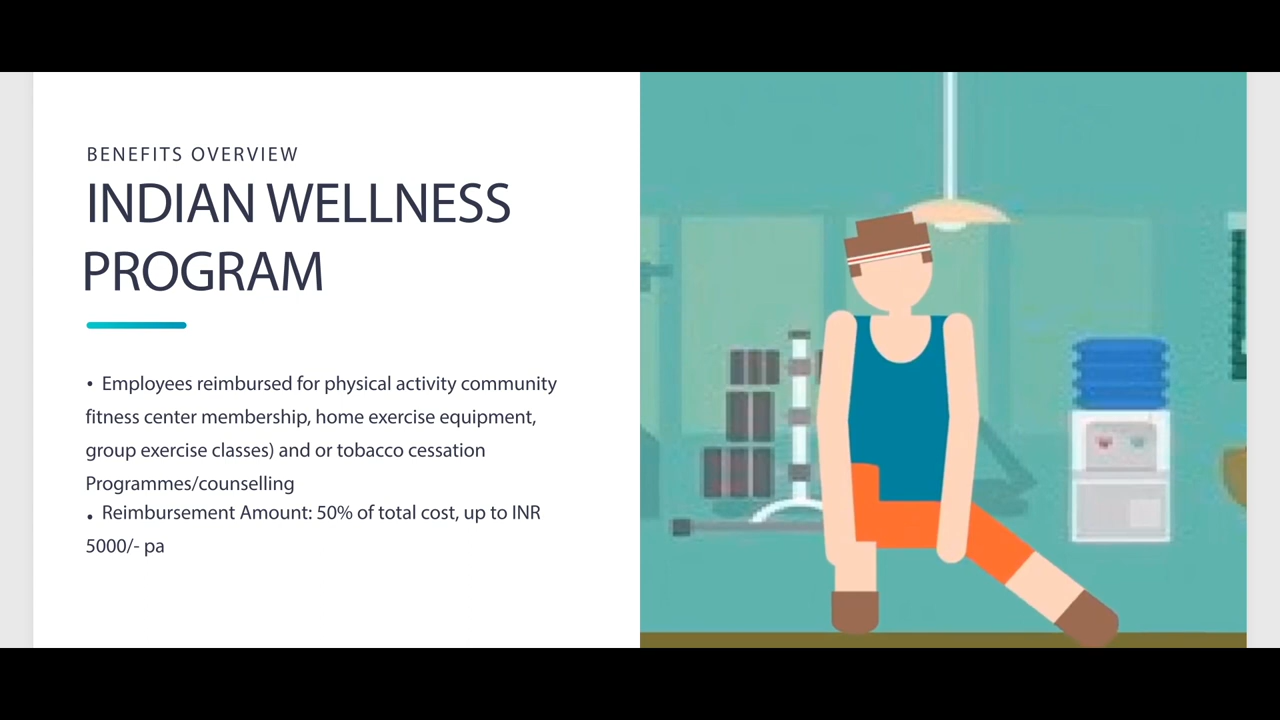 BENEFITS OVERVIEW
INDIAN WELLNESS
PROGRAM
• Employees reimbursed for physical activity community
fitness center membership, home exercise equipment,
group exercise classes) and or tobacco cessation
Programmes/counselling
• Reimbursement Amount: 50% of total cost, up to INR
5000/- pa